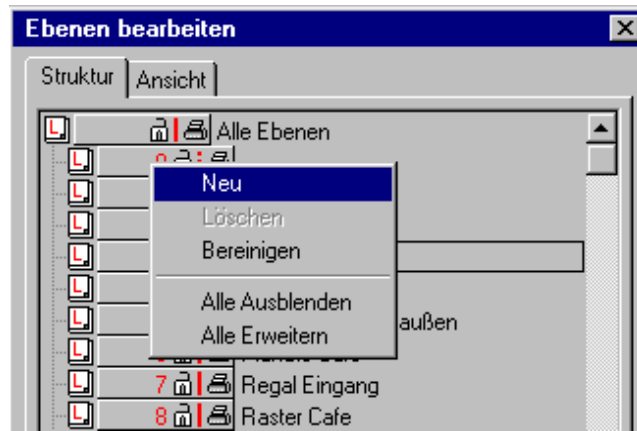 Ebenen bearbeiten
Struktur Ansicht
Alle Ebenen
Neu
Löschen
Bereinigen
Alle Ausblenden
außen
Alle Erweitern
7 Regal Eingang
8 Raster Cafe